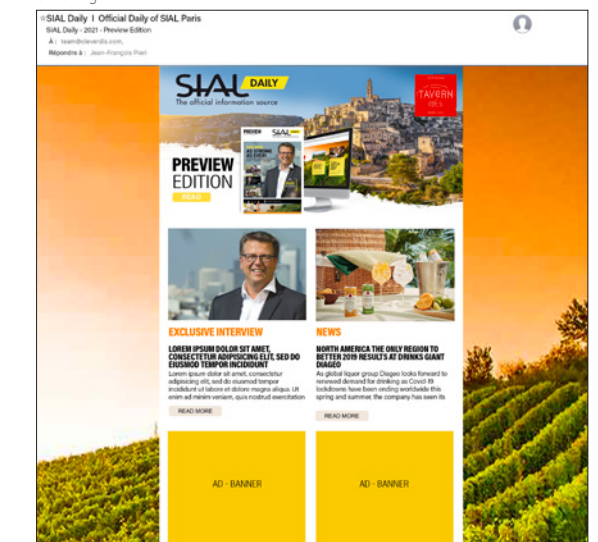 SIAL Daily I Official Daily of SIAL Paris
SIAL Daily - 2021 - Preview Edition
À : team@cleverdis.com,
Répondre à : Jean-François Pieri
SIAL DAILY
The official information source
TAVERN
PREVIEW SIAL
PREVIEW
EDITION
READ
EXCLUSIVE INTERVIEW
LOREM IPSUM DOLOR SIT AMET,
CONSECTETUR ADIPISICING ELIT, SED DO
EIUSMOD TEMPOR INCIDIDUNT
Lorem ipsum dolor sit amet, consectetur
adipisicing elit, sed do eiusmod tempor
incididunt ut labore et dolore magna aliqua. Ut
enim ad minim veniam, quis nostrud exercitation
READ MORE
NEWS
NORTH AMERICA THE ONLY REGION TO
BETTER 2019 RESULTS AT DRINKS GIANT
DIAGEO
As global liquor group Diageo looks forward to
renewed demand for drinking as Covid-19
lockdowns have been ending worldwide this
spring and summer, the company has seen its
READ MORE
AD - BANNER
AD - BANNER